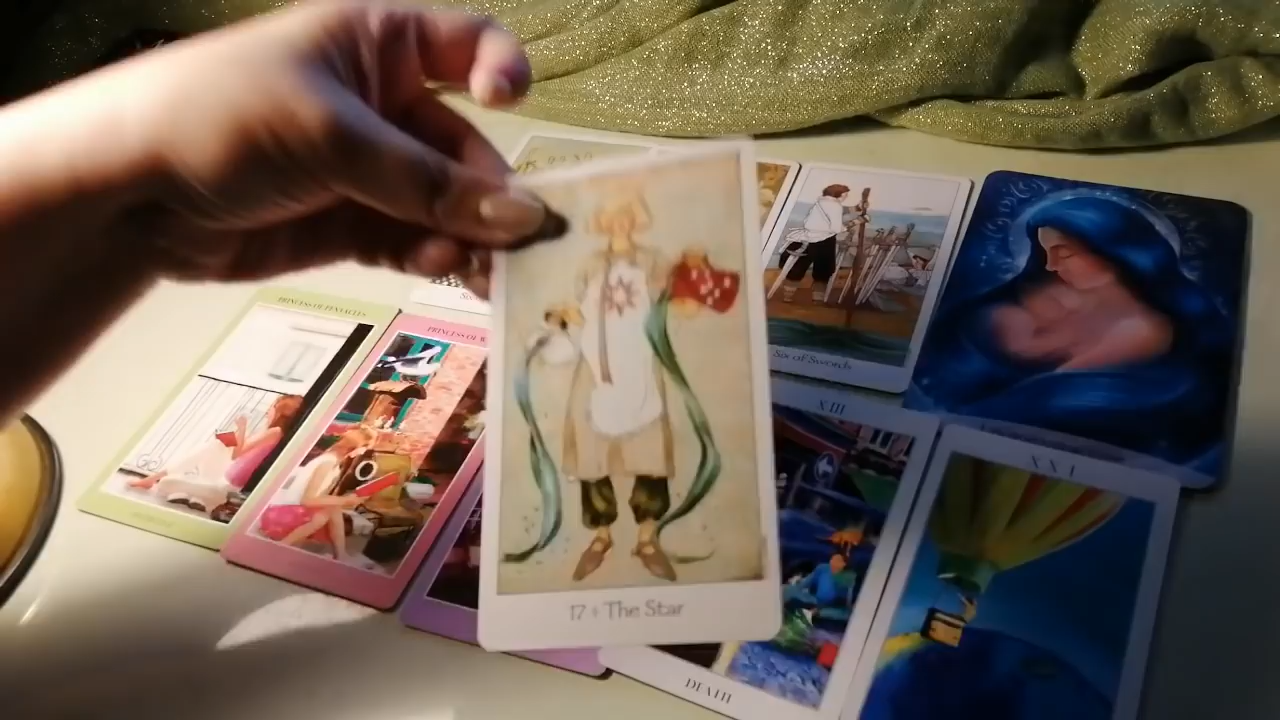 Six of Swords
PRINCESS OF PENTACLES
PRINCESS OF W
XIII
XXI
17 + The Star
DEATH